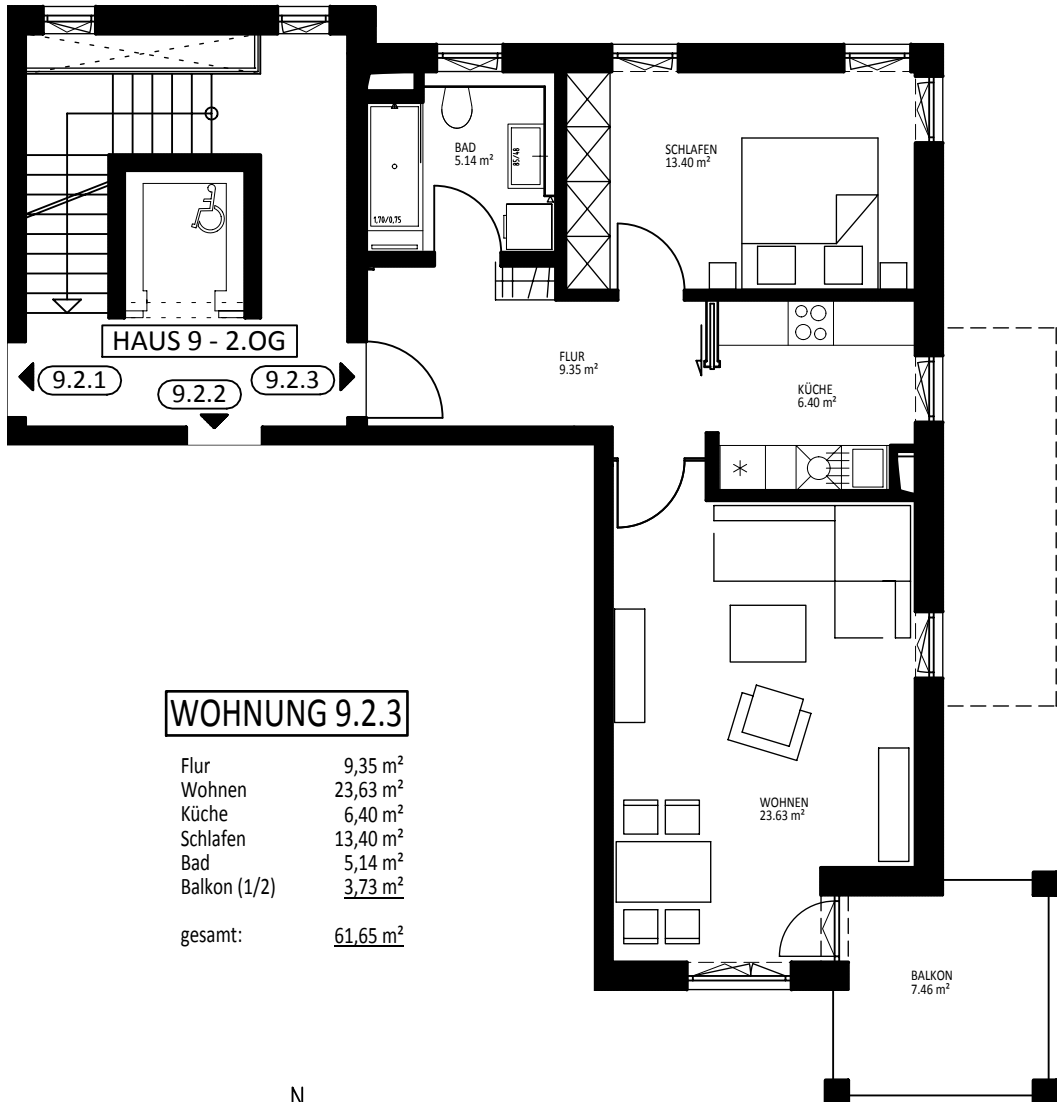 BAD
5.14 m²
85/48
1,70/0,75
SCHLAFEN
13.40 m²
HAUS 9 - 2.OG
9.2.1
9.2.2
9.2.3
FLUR
9.35 m²
KÜCHE
6.40 m²
WOHNUNG 9.2.3
Flur 9,35 m²
Wohnen 23,63 m²
Küche 6,40 m²
Schlafen 13,40 m²
Bad 5,14 m²
Balkon (1/2) 3,73 m²
gesamt: 61,65 m²
WOHNEN
23.63 m²
BALKON
7.46 m²
N